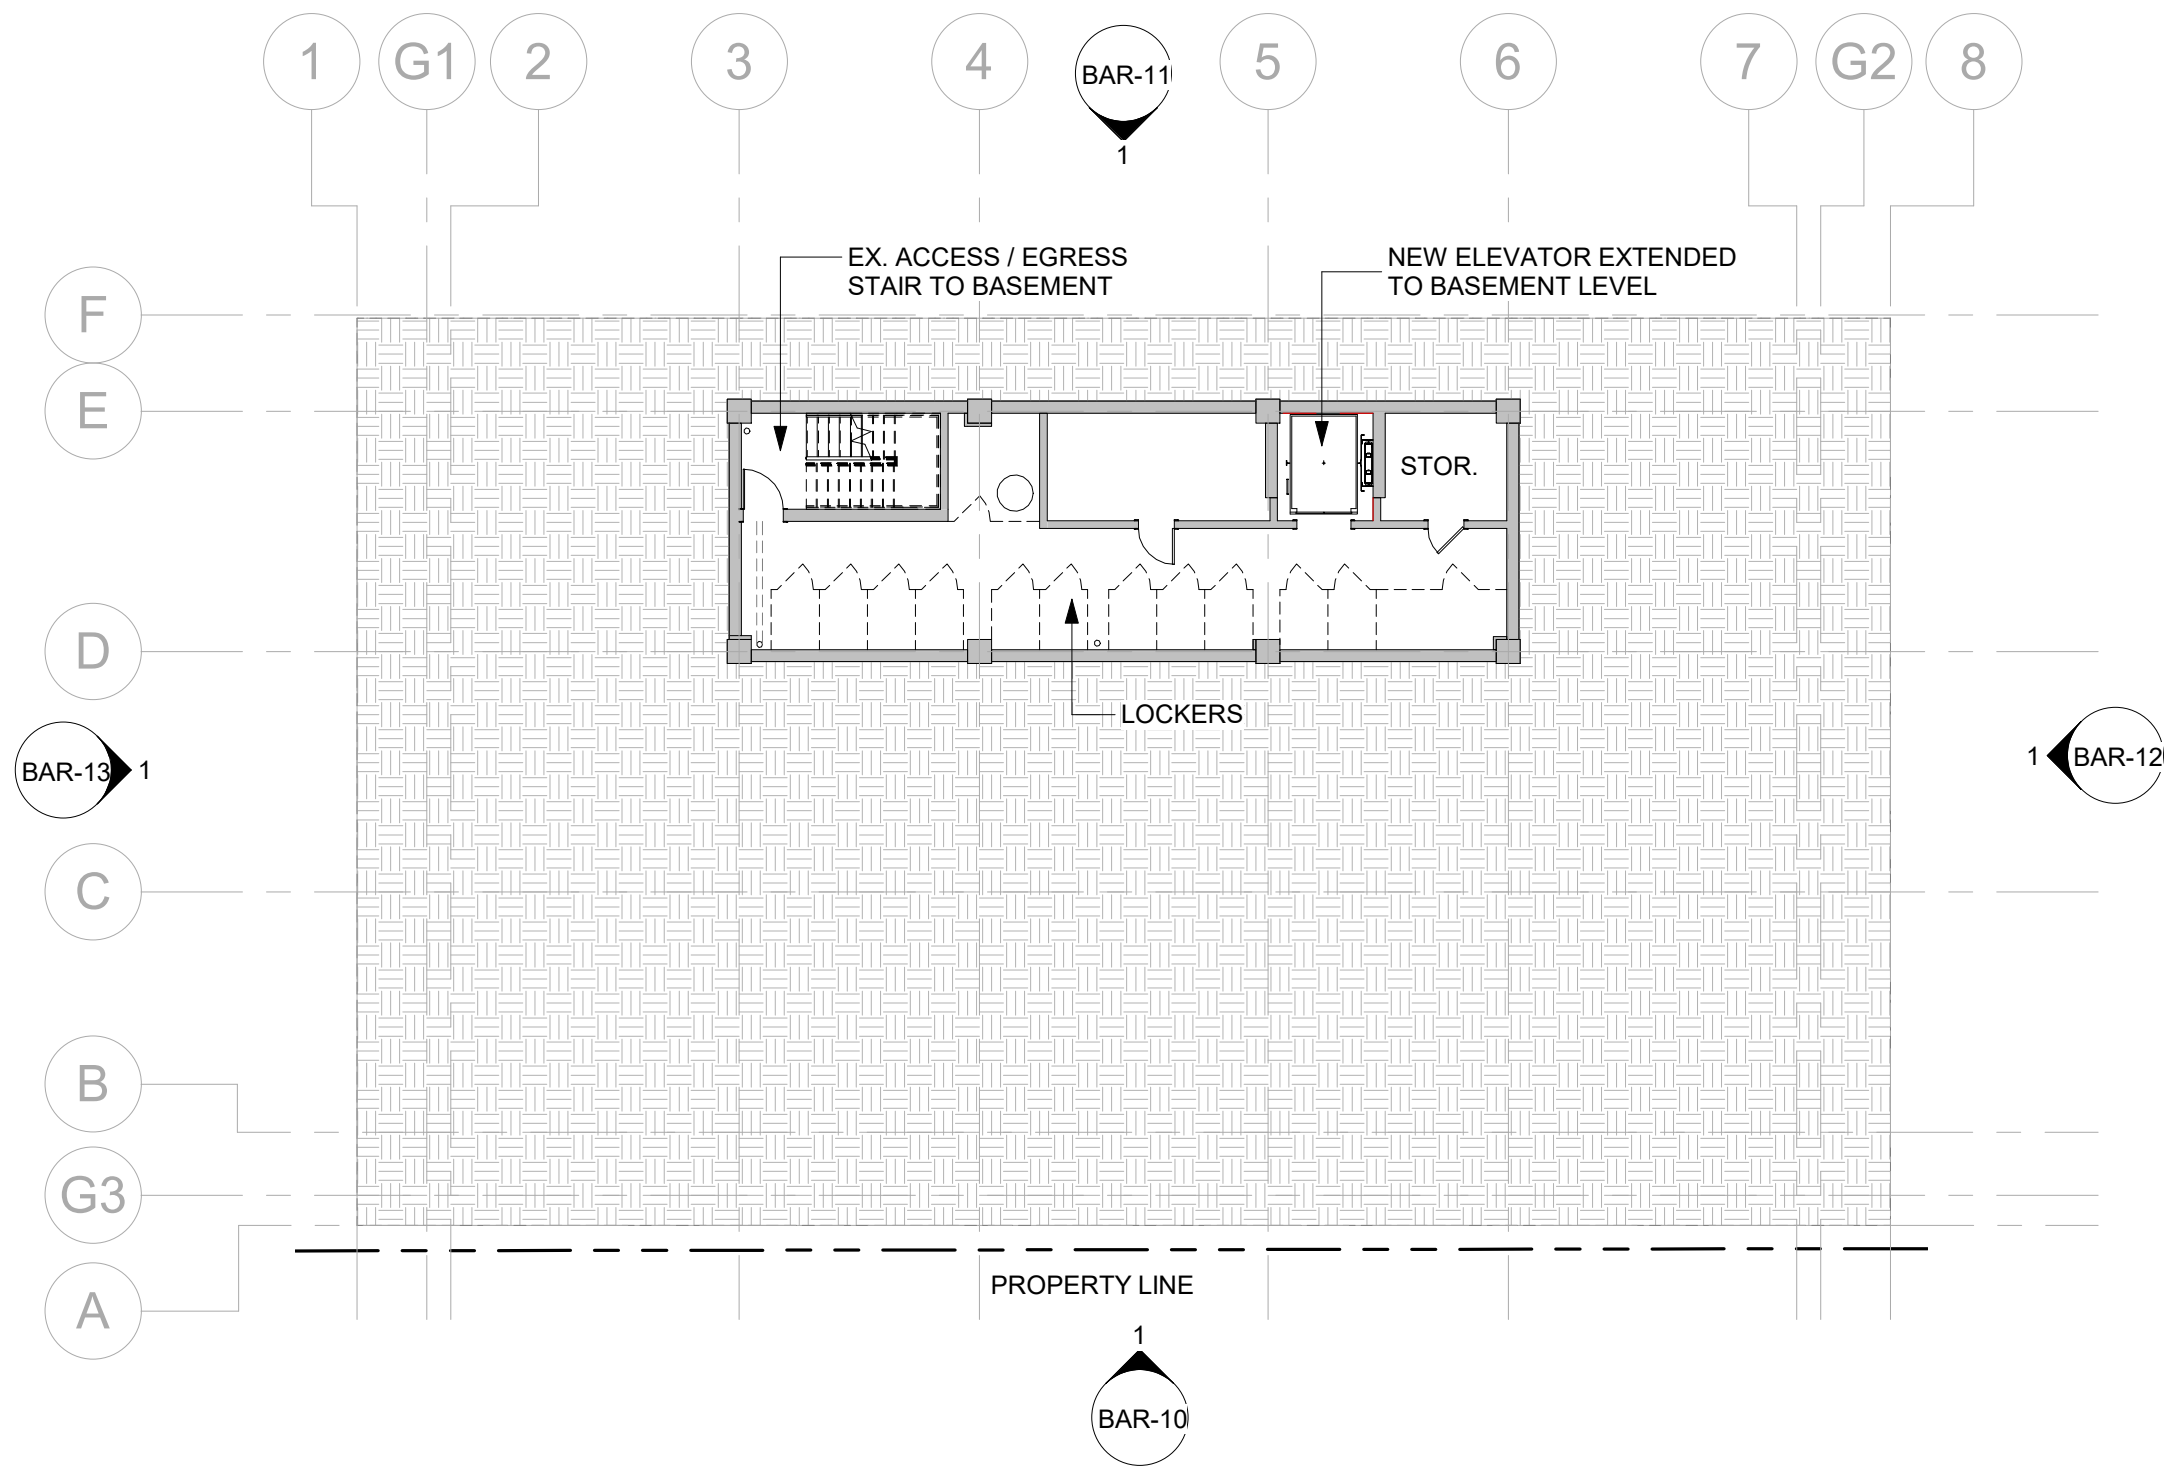 1
G1
2
3
4
5
6
7
G2
8
BAR-11
1
EX. ACCESS / EGRESS
STAIR TO BASEMENT
NEW ELEVATOR EXTENDED
TO BASEMENT LEVEL
F
E
STOR.
D
LOCKERS
BAR-13
1
1
BAR-12
C
B
G3
A
PROPERTY LINE
1
BAR-10